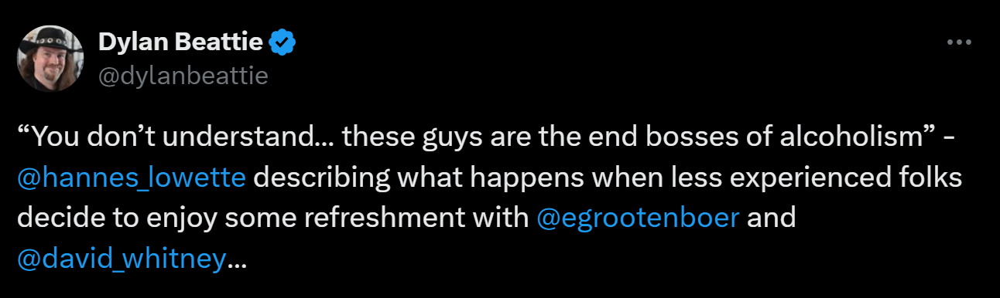 Dylan Beattie
@dylanbeattie
“You don’t understand... these guys are the end bosses of alcoholism” -
@hannes_lowette describing what happens when less experienced folks
decide to enjoy some refreshment with @egrootenboer and
@david_whitney...